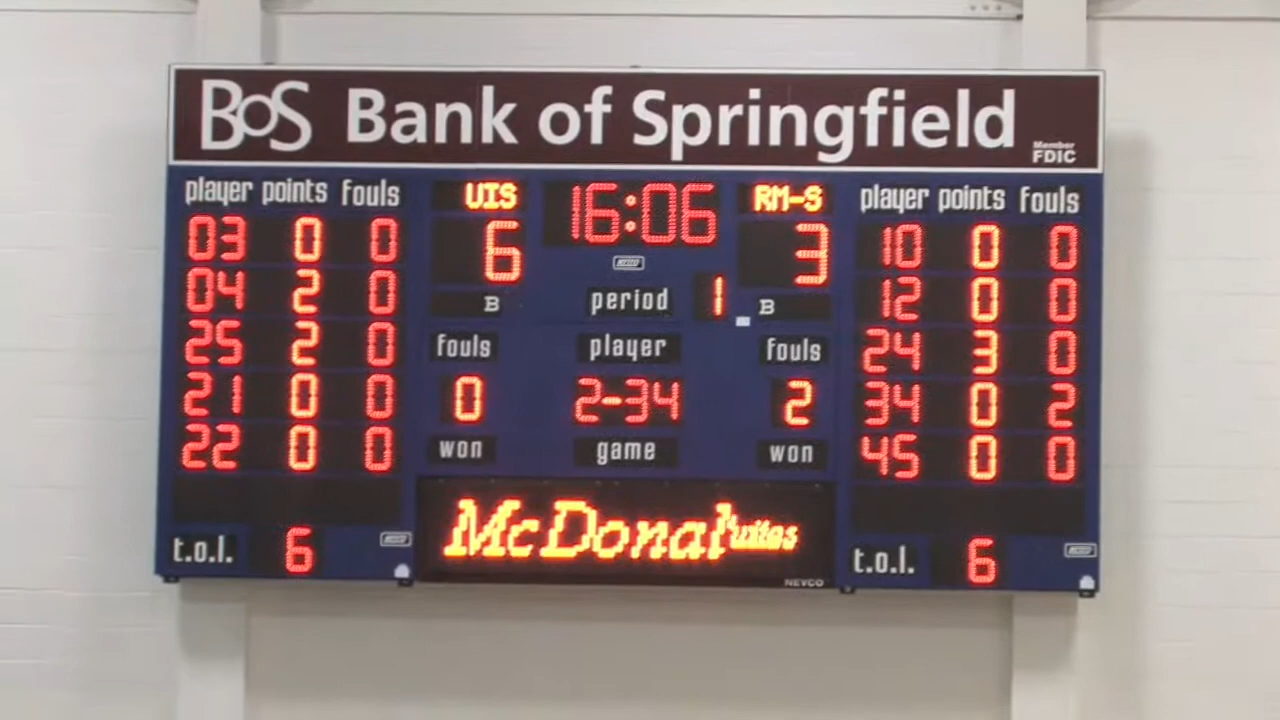 BOS Bank of Springfield
Member
FDIC
player points fouls
03 0 0
04 2 0
25 2 0
21 0 0
22 0 0
t.o.l. 6
UIS 16:06 RM-S
6 3
NEVCO
B period 1 B
fouls player fouls
0 2-34 2
won game won
McDonal
NEVCO
player points fouls
10 0 0
12 0 0
24 3 0
34 0 2
45 0 0
t.o.l. 6